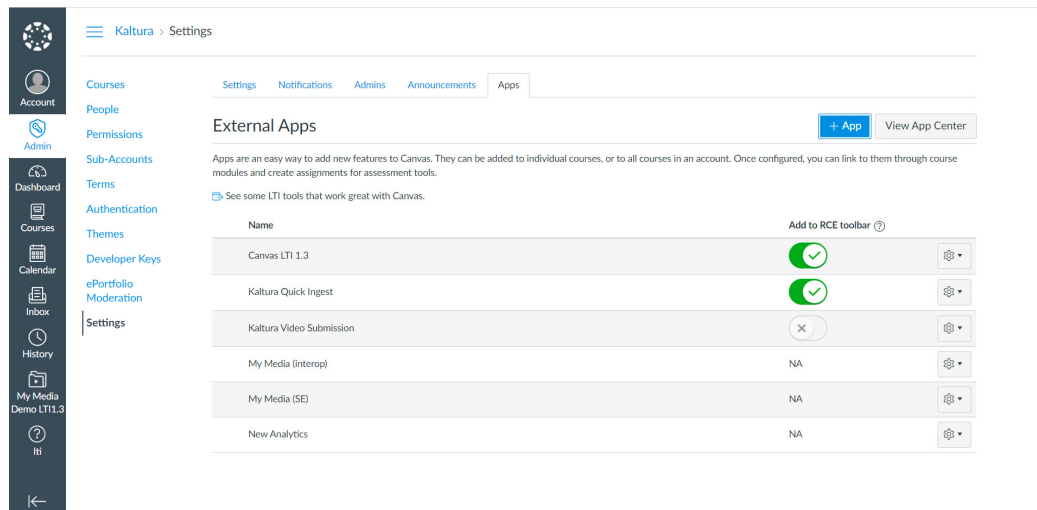 Kaltura > Settings
Account
Admin
Dashboard
Courses
Calendar
Inbox
History
My Media
Demo LTI1.3
lti
Courses
People
Permissions
Sub-Accounts
Terms
Authentication
Themes
Developer Keys
ePortfolio
Moderation
Settings
Settings Notifications Admins Announcements Apps
External Apps
+ App View App Center
Apps are an easy way to add new features to Canvas. They can be added to individual courses, or to all courses in an account. Once configured, you can link to them through course
modules and create assignments for assessment tools.
See some LTI tools that work great with Canvas.
Name Add to RCE toolbar ?
Canvas LTI 1.3
Kaltura Quick Ingest
Kaltura Video Submission
My Media (interop) NA
My Media (SE) NA
New Analytics NA